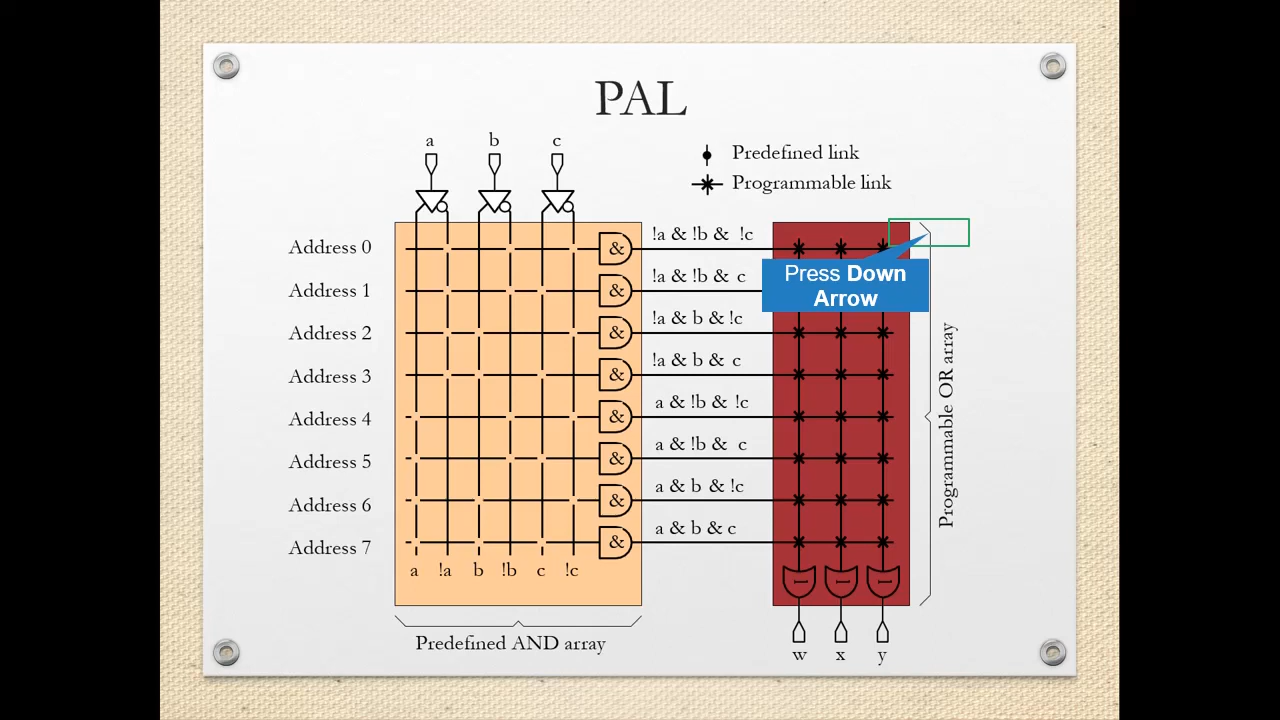 PAL
a b c
Predefined link
Programmable link
Address 0 & !a & !b & !c
Address 1 & !a & !b & c
Press Down
Arrow
Address 2 & !a & b & !c
Address 3 & !a & b & c
Address 4 & a & !b & !c
Address 5 & a & !b & c
Address 6 & a & b & !c
Address 7 & a & b & c
a !a b !b c !c
| | |
Programmable OR array
Predefined AND array
w x y